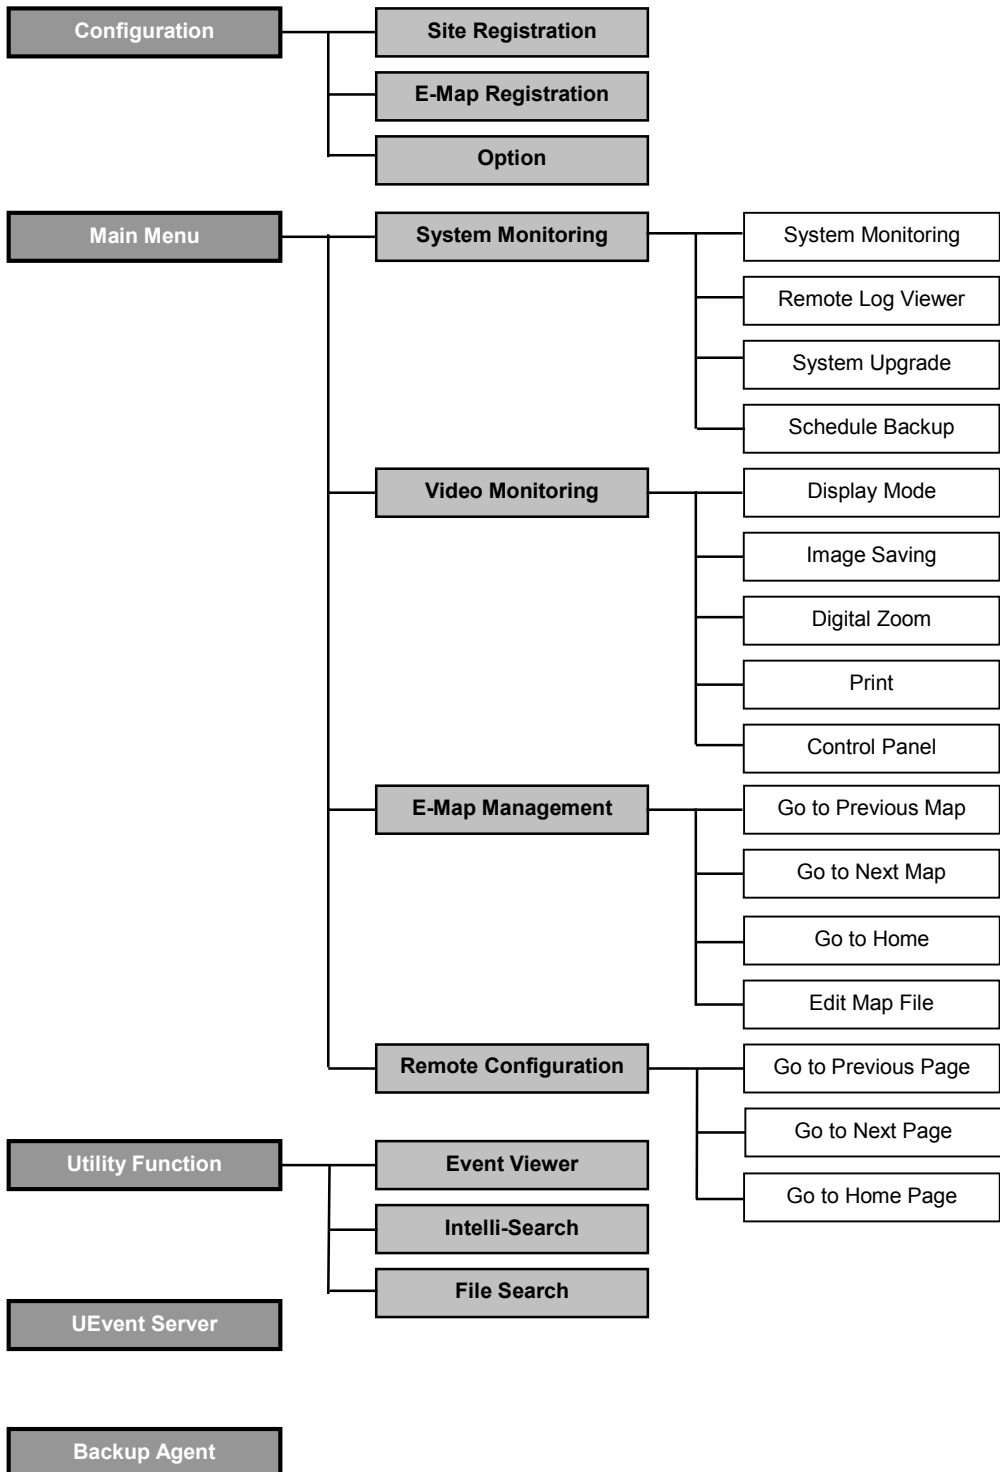 Configuration
Site Registration
E-Map Registration
Option
Main Menu
System Monitoring
System Monitoring
Remote Log Viewer
System Upgrade
Schedule Backup
Video Monitoring
Display Mode
Image Saving
Digital Zoom
Print
Control Panel
E-Map Management
Go to Previous Map
Go to Next Map
Go to Home
Edit Map File
Remote Configuration
Go to Previous Page
Go to Next Page
Go to Home Page
Utility Function
Event Viewer
Intelli-Search
File Search
UEvent Server
Backup Agent